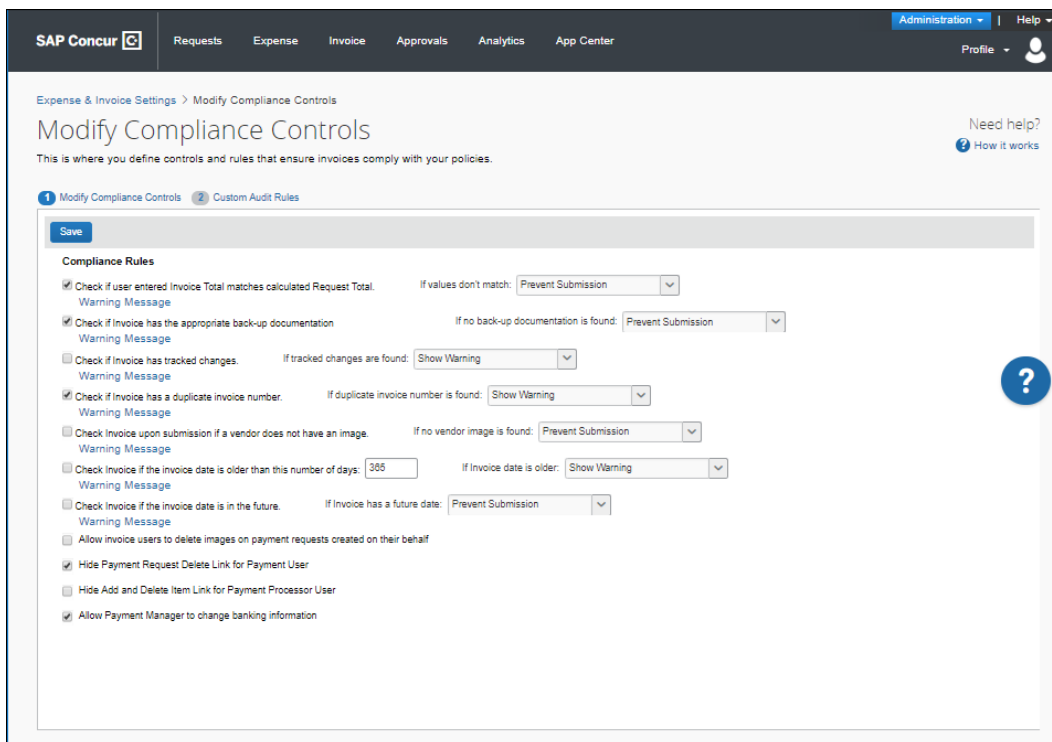 Administration | Help
SAP Concur C Requests Expense Invoice Approvals Analytics App Center
Profile
Expense & Invoice Settings > Modify Compliance Controls
Modify Compliance Controls
Need help?
This is where you define controls and rules that ensure invoices comply with your policies.
? How it works
1 Modify Compliance Controls 2 Custom Audit Rules
Save
Compliance Rules
Check if user entered Invoice Total matches calculated Request Total. If values don't match: Prevent Submission
Warning Message
Check if Invoice has the appropriate back-up documentation If no back-up documentation is found: Prevent Submission
Warning Message
Check if Invoice has tracked changes. If tracked changes are found: Show Warning
Warning Message
?
Check if Invoice has a duplicate invoice number. If duplicate invoice number is found: Show Warning
Warning Message
Check Invoice upon submission if a vendor does not have an image. If no vendor image is found: Prevent Submission
Warning Message
Check Invoice if the invoice date is older than this number of days: 365 If Invoice date is older: Show Warning
Warning Message
Check Invoice if the invoice date is in the future. If Invoice has a future date: Prevent Submission
Warning Message
Allow invoice users to delete images on payment requests created on their behalf
Hide Payment Request Delete Link for Payment User
Hide Add and Delete Item Link for Payment Processor User
Allow Payment Manager to change banking information